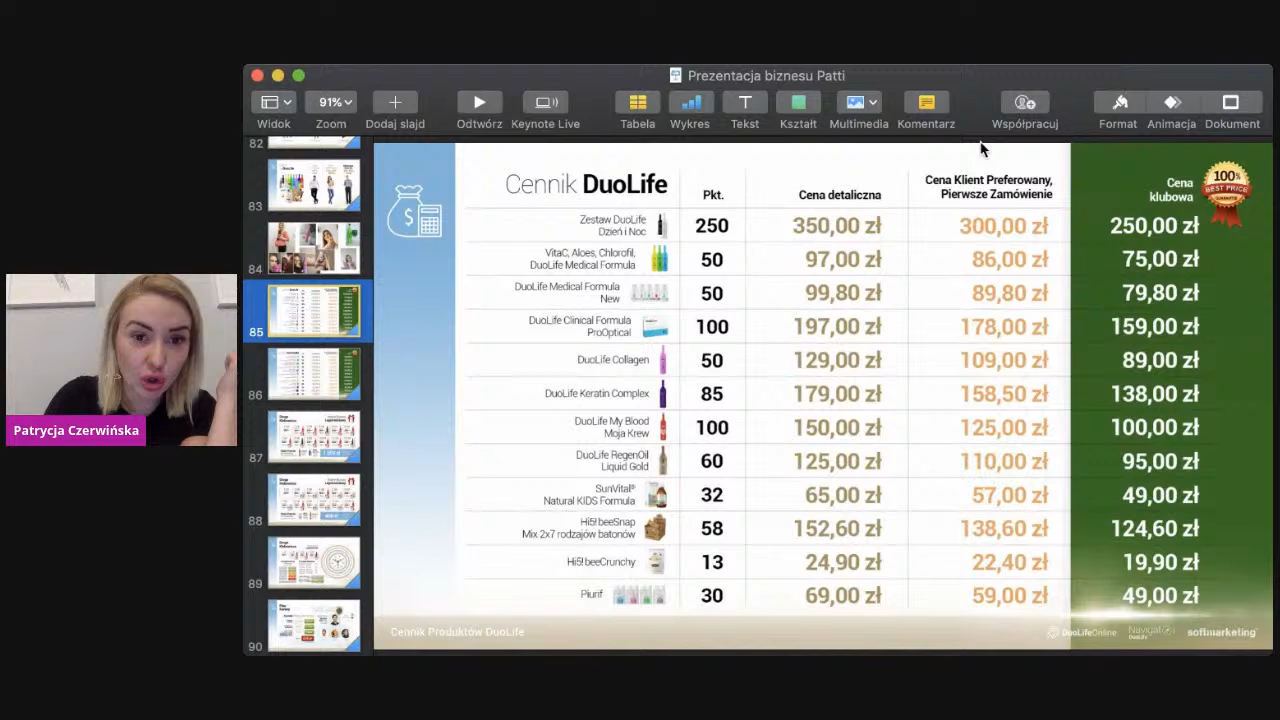 Prezentacja biznesu Patti
91%
Widok
Zoom
Dodaj slajd
Odtwórz
Keynote Live
Tabela
Wykres
Tekst
Kształt
Multimedia
Komentarz
Współpracuj
Format
Animacja
Dokument
82
83
84
85
86
87
88
89
90
Patrycja Czerwińska
Cennik DuoLife
Pkt.
Cena detaliczna
Cena Klient Preferowany,
Pierwsze Zamówienie
Cena
klubowa
100%
BEST PRICE
Zestaw DuoLife
Dzień i Noc
250 350,00 zł 300,00 zł 250,00 zł
VitaC, Aloes, Chlorofil,
DuoLife Medical Formula
50 97,00 zł 86,00 zł 75,00 zł
DuoLife Medical Formula
New
50 99,80 zł 89,80 zł 79,80 zł
DuoLife Clinical Formula
ProOptical
100 197,00 zł 178,00 zł 159,00 zł
DuoLife Collagen 50 129,00 zł 109,00 zł 89,00 zł
DuoLife Keratin Complex 85 179,00 zł 158,50 zł 138,00 zł
DuoLife My Blood
Moja Krew
100 150,00 zł 125,00 zł 100,00 zł
DuoLife RegenOil
Liquid Gold
60 125,00 zł 110,00 zł 95,00 zł
SunVital®
Natural KIDS Formula
32 65,00 zł 57,00 zł 49,00 zł
Hi5! beeSnap
Mix 2x7 rodzajów batonów
58 152,60 zł 138,60 zł 124,60 zł
Hi5! beeCrunchy 13 24,90 zł 22,40 zł 19,90 zł
Piurif 30 69,00 zł 59,00 zł 49,00 zł
Cennik Produktów DuoLife
DuoLifeOnline
Navigator
DuoLife
softmarketing